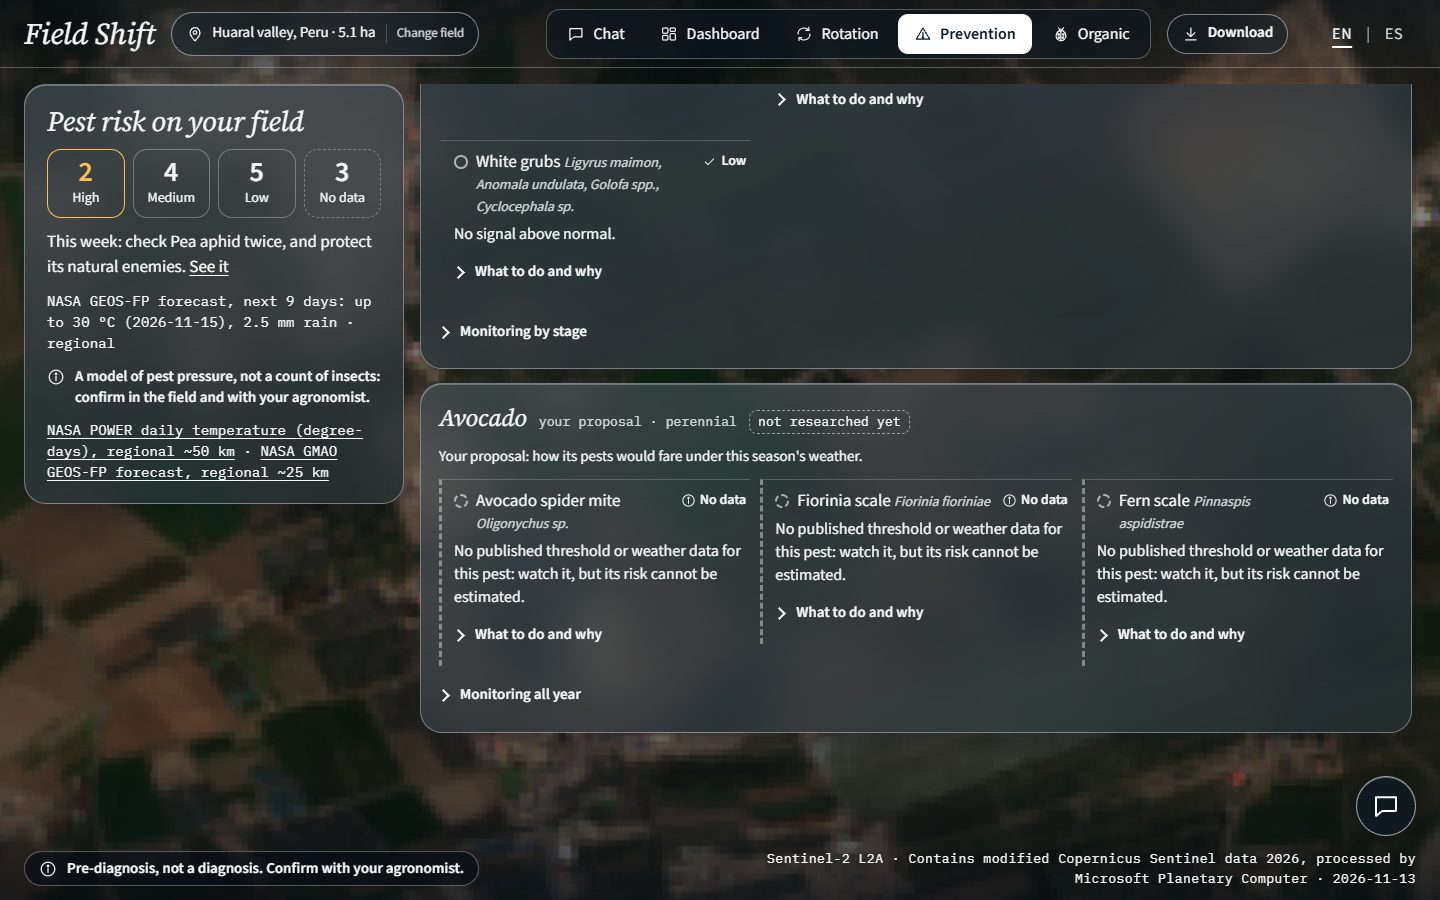 Field Shift
Huaral valley, Peru · 5.1 ha
Change field
Chat
Dashboard
Rotation
Prevention
Organic
Download
EN | ES
Pest risk on your field
2
High
4
Medium
5
Low
3
No data
This week: check Pea aphid twice, and protect
its natural enemies. See it
NASA GEOS-FP forecast, next 9 days: up
to 30 °C (2026-11-15), 2.5 mm rain ·
regional
A model of pest pressure, not a count of insects:
confirm in the field and with your agronomist.
NASA POWER daily temperature (degree-
days), regional ~50 km · NASA GMAO
GEOS-FP forecast, regional ~25 km
What to do and why
White grubs Ligyrus maimon,
Anomala undulata, Golofa spp.,
Cyclocephala sp.
Low
No signal above normal.
What to do and why
Monitoring by stage
Avocado your proposal · perennial not researched yet
Your proposal: how its pests would fare under this season's weather.
Avocado spider mite
Oligonychus sp.
No data
No published threshold or weather data for
this pest: watch it, but its risk cannot be
estimated.
What to do and why
Fiorinia scale Fiorinia fioriniae
No data
No published threshold or weather data for
this pest: watch it, but its risk cannot be
estimated.
What to do and why
Fern scale Pinnaspis
aspidistrae
No data
No published threshold or weather data for
this pest: watch it, but its risk cannot be
estimated.
What to do and why
Monitoring all year
Pre-diagnosis, not a diagnosis. Confirm with your agronomist.
Sentinel-2 L2A · Contains modified Copernicus Sentinel data 2026, processed by
Microsoft Planetary Computer · 2026-11-13